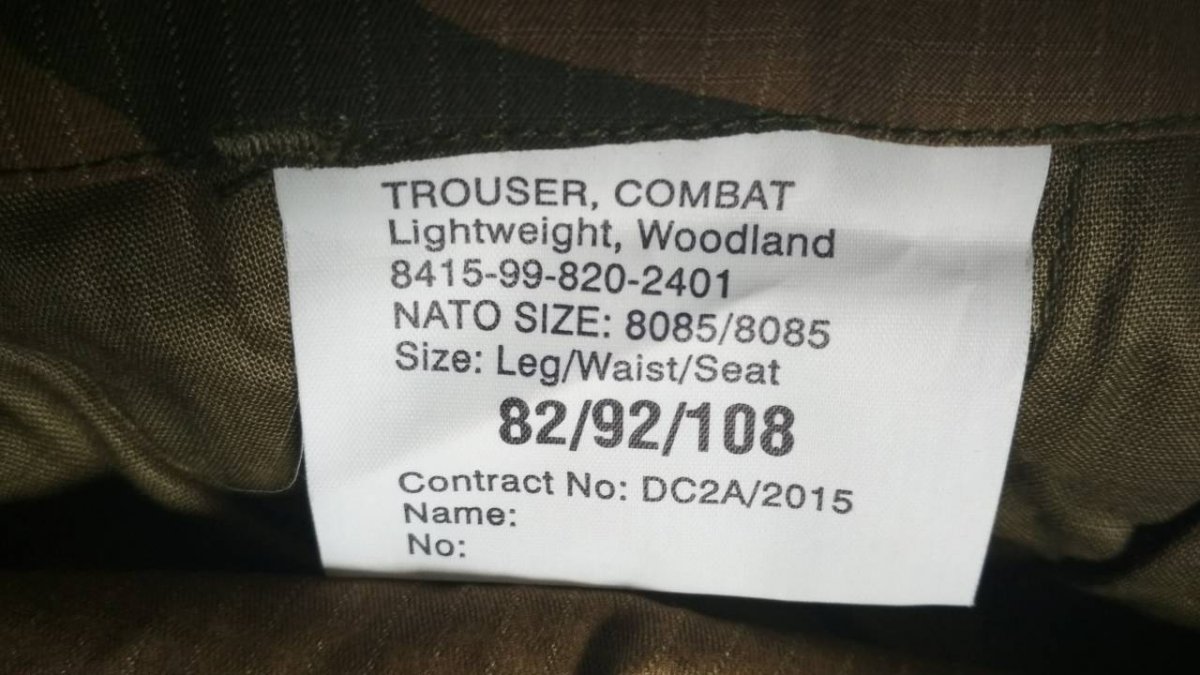 TROUSER, COMBAT
Lightweight, Woodland
8415-99-820-2401
NATO SIZE: 8085/8085
Size: Leg/Waist/Seat
82/92/108
Contract No: DC2A/2015
Name:
No: